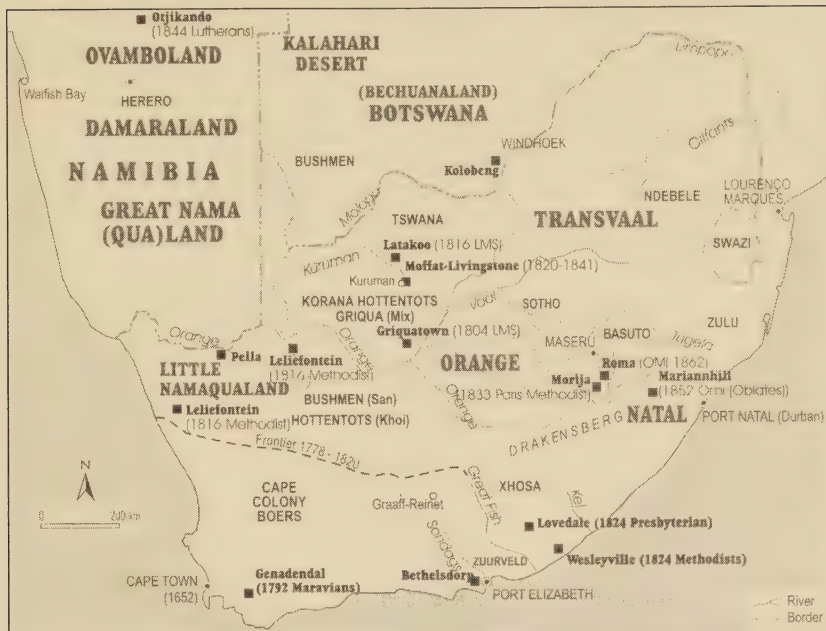 Otjikando
(1844 Lutherans)
OVAMBOLAND
Walfish Bay
HERERO
DAMARALAND
NAMIBIA
GREAT NAMA
(QUA)LAND
KALAHARI
DESERT
(BECHUANALAND)
BOTSWANA
WINDHOEK
Kolobeng
BUSHMEN
Molopo
TSWANA
Limpopo
Olifants
NDEBELE
LOURENÇO
MARQUES
TRANSVAAL
SWAZI
Latakoo (1816 LMS)
Kuruman
Moffat-Livingstone (1820-1841)
Kuruman
KORANA HOTTENTOTS
GRIQUA (Mix)
Vaal
SOTHO
Griquatown (1804 LMS)
Orange
Pella
Leliefontein
(1816 Methodist)
Orange
LITTLE
NAMAQUALAND
Leliefontein
(1816 Methodist)
BUSHMEN (San)
HOTTENTOTS (Khoi)
ORANGE
Orange
MASERU
BASUTO
Tugela
ZULU
Roma (OMI 1862)
Morija
(1833 Paris Methodist)
Mariannhill
(1852 Omi (Oblates))
NATAL
PORT NATAL (Durban)
DRAKENSBERG
Frontier 1778 - 1820
N
0 200 km
CAPE
COLONY
BOERS
Graaff-Reinet
Great Fish
XHOSA
Kei
Sondags
Lovedale (1824 Presbyterian)
Wesleyville (1824 Methodists)
ZUURVELD
Bethelsdorp
PORT ELIZABETH
CAPE TOWN
(1652)
Genadendal
(1792 Maravians)
River
Border